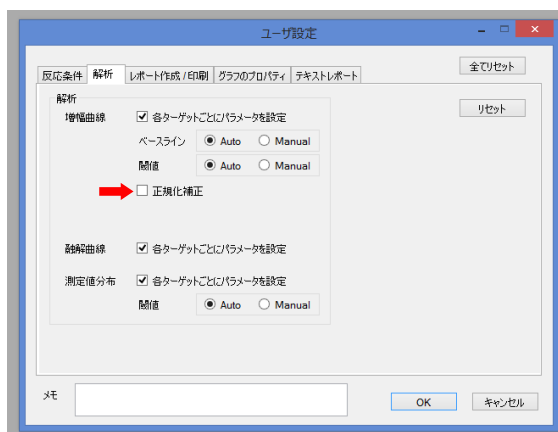 ユーザ設定
反応条件 解析 レポート作成/印刷 グラフのプロパティ テキストレポート
全てリセット
リセット
解析
増幅曲線 各ターゲットごとにパラメータを設定
ベースライン Auto Manual
閾値 Auto Manual
正規化補正
融解曲線 各ターゲットごとにパラメータを設定
測定値分布 各ターゲットごとにパラメータを設定
閾値 Auto Manual
メモ
OK キャンセル